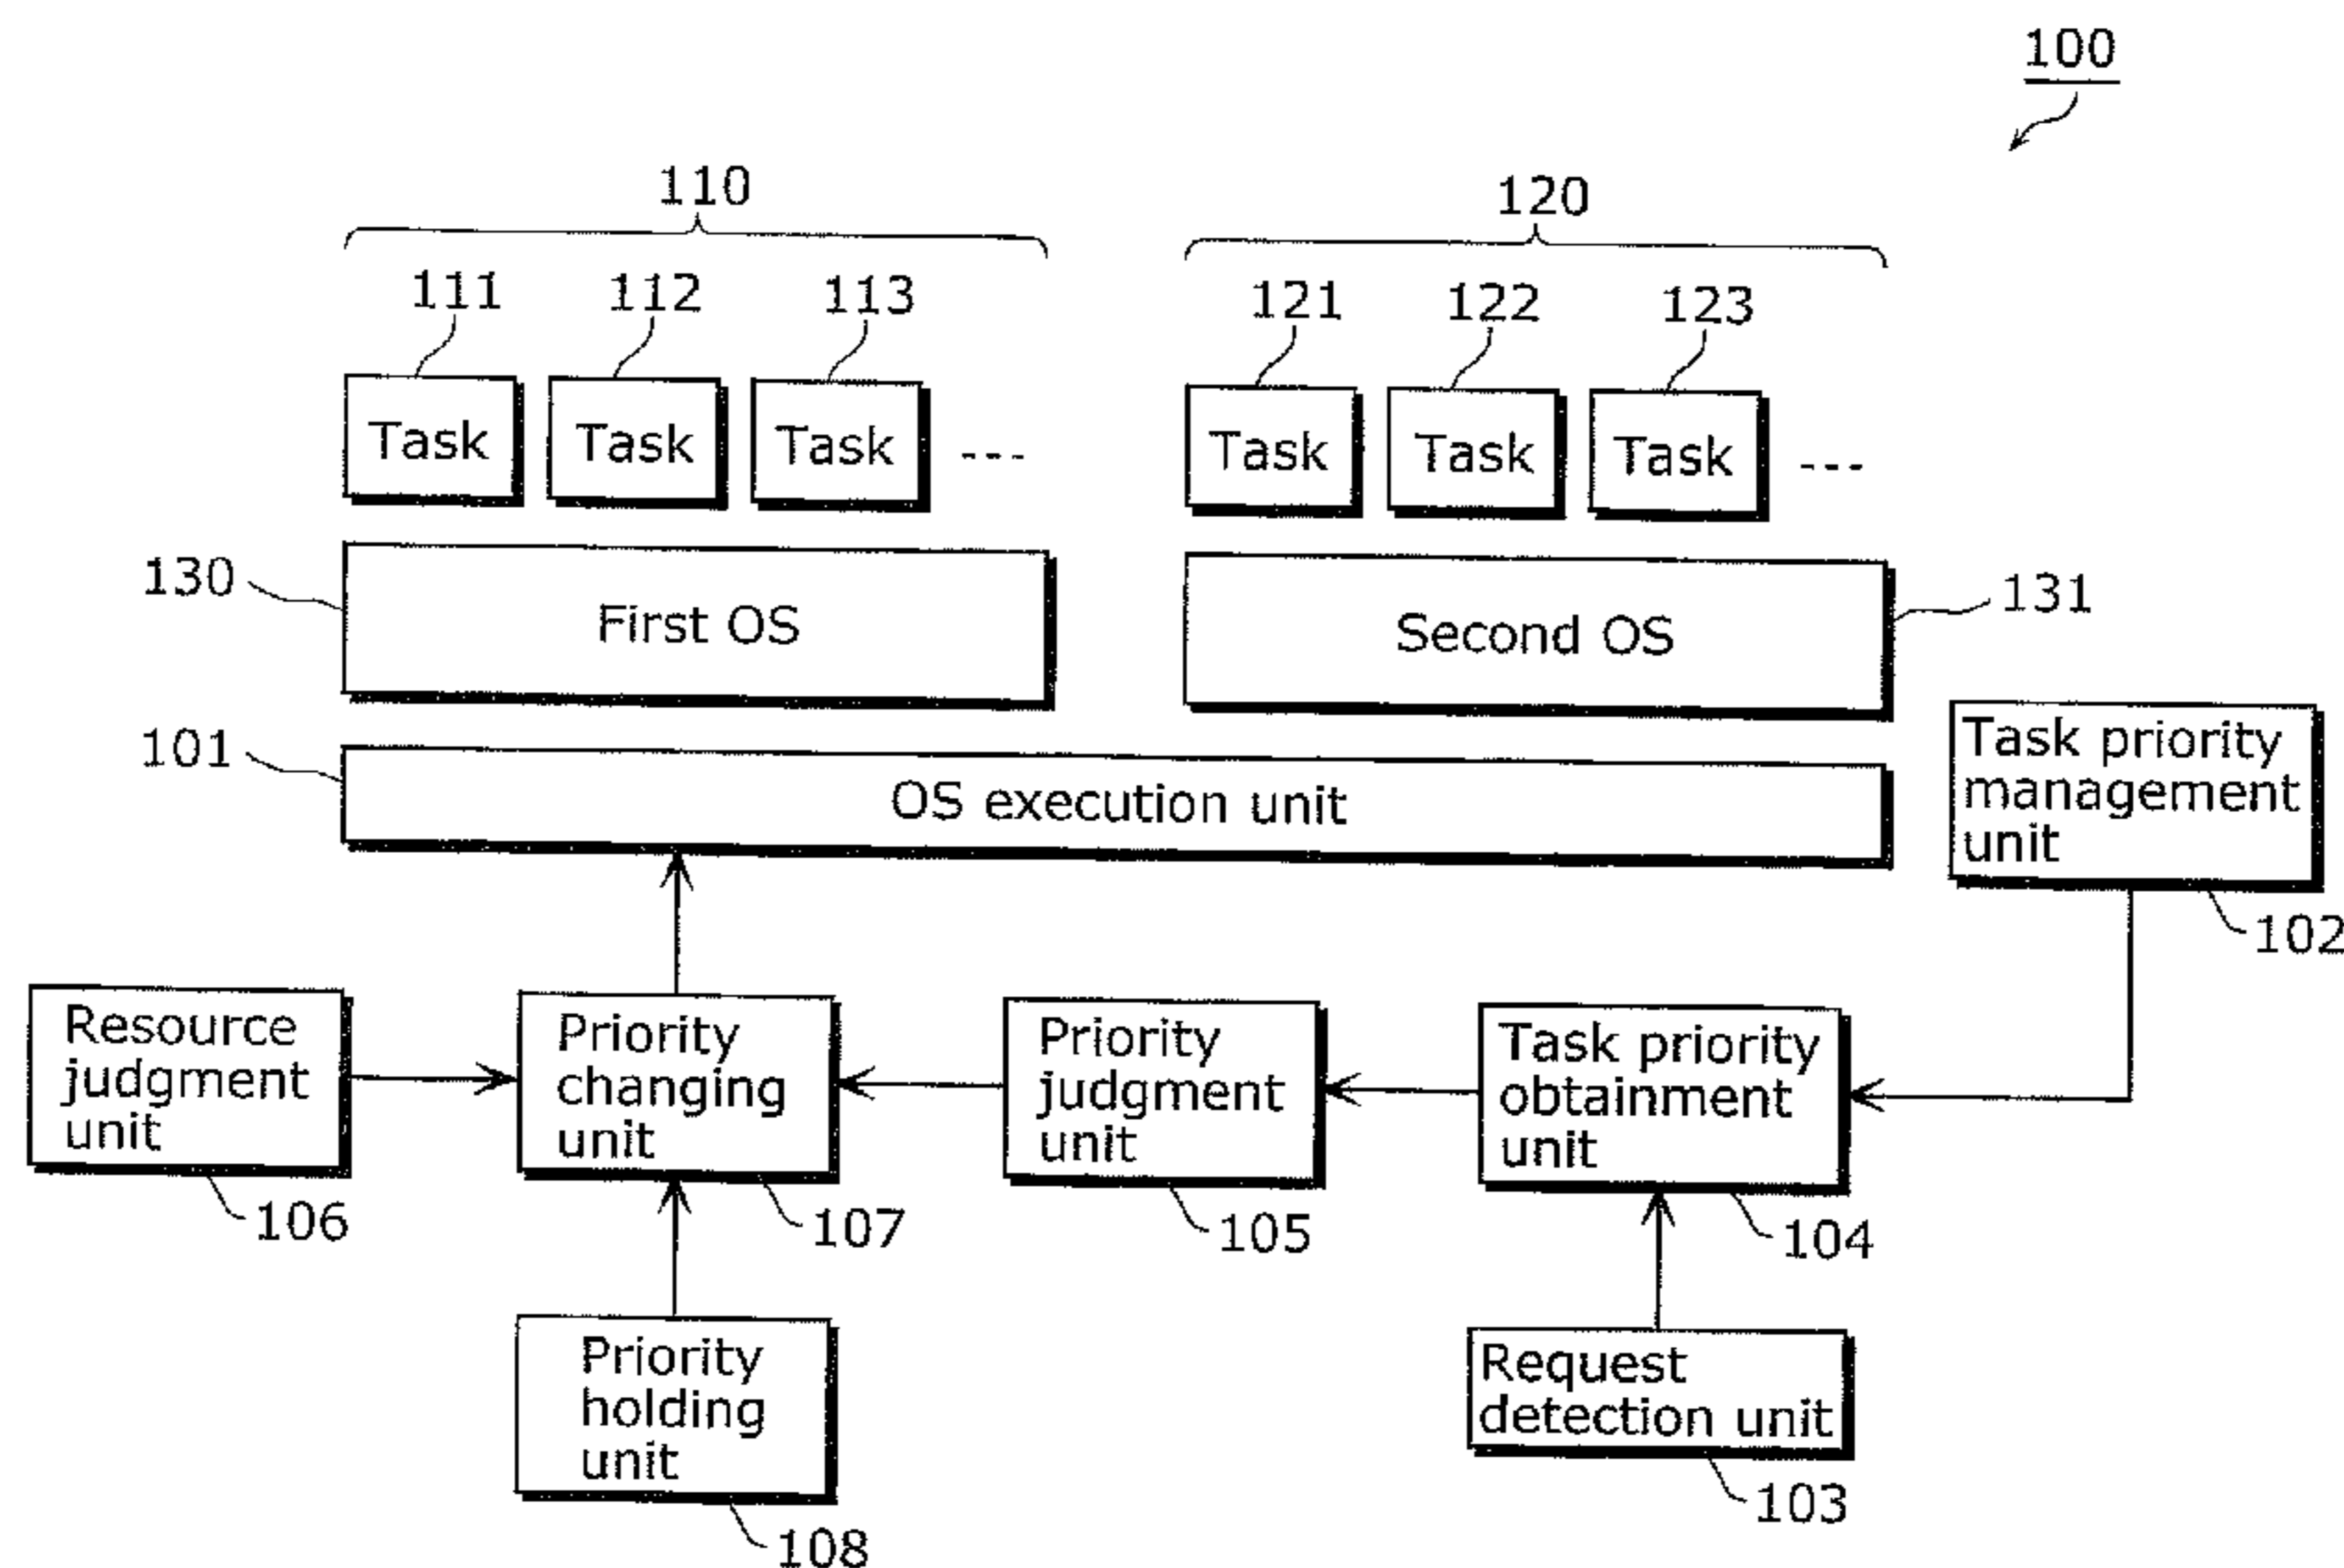 100
110
120
111
112
113
121
122
123
Task
Task
Task
---
Task
Task
Task
---
130
First OS
Second OS
131
101
OS execution unit
Task priority
management
unit
102
Resource
judgment
unit
106
Priority
changing
unit
107
Priority
judgment
unit
105
Task priority
obtainment
unit
104
Priority
holding
unit
108
Request
detection unit
103